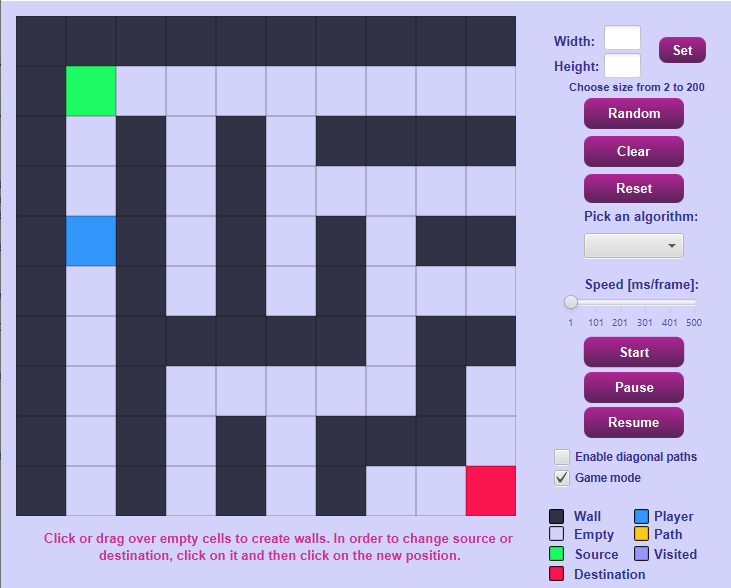 Width:
Set
Height:
Choose size from 2 to 200
Random
Clear
Reset
Pick an algorithm:
Speed [ms/frame]:
1 101 201 301 401 500
Start
Pause
Resume
Enable diagonal paths
Game mode
Wall Player
Empty Path
Source Visited
Destination
Click or drag over empty cells to create walls. In order to change source or
destination, click on it and then click on the new position.